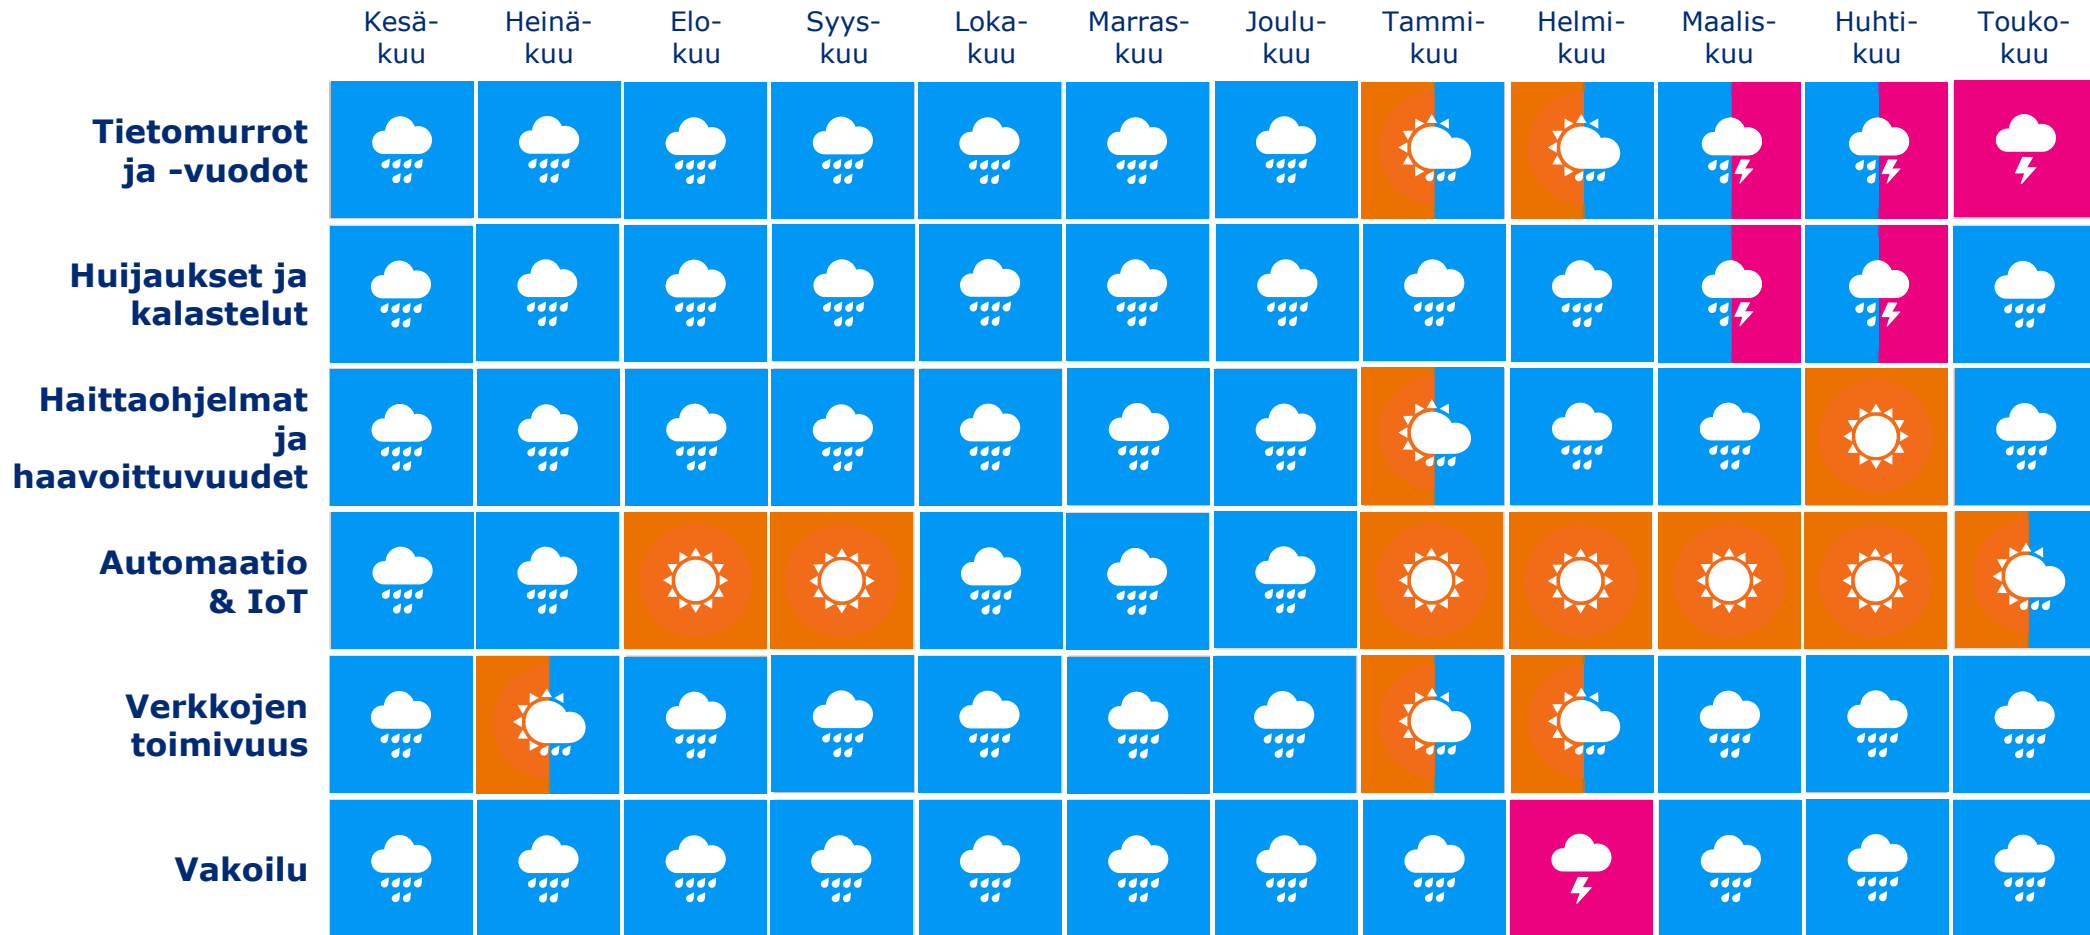 Kesä-
kuu
Heinä-
kuu
Elo-
kuu
Syys-
kuu
Loka-
kuu
Marras-
kuu
Joulu-
kuu
Tammi-
kuu
Helmi-
kuu
Maalis-
kuu
Huhti-
kuu
Touko-
kuu
Tietomurrot
ja -vuodot
Huijaukset ja
kalastelut
Haittaohjelmat
ja
haavoittuvuudet
Automaatio
& IoT
Verkkojen
toimivuus
Vakoilu